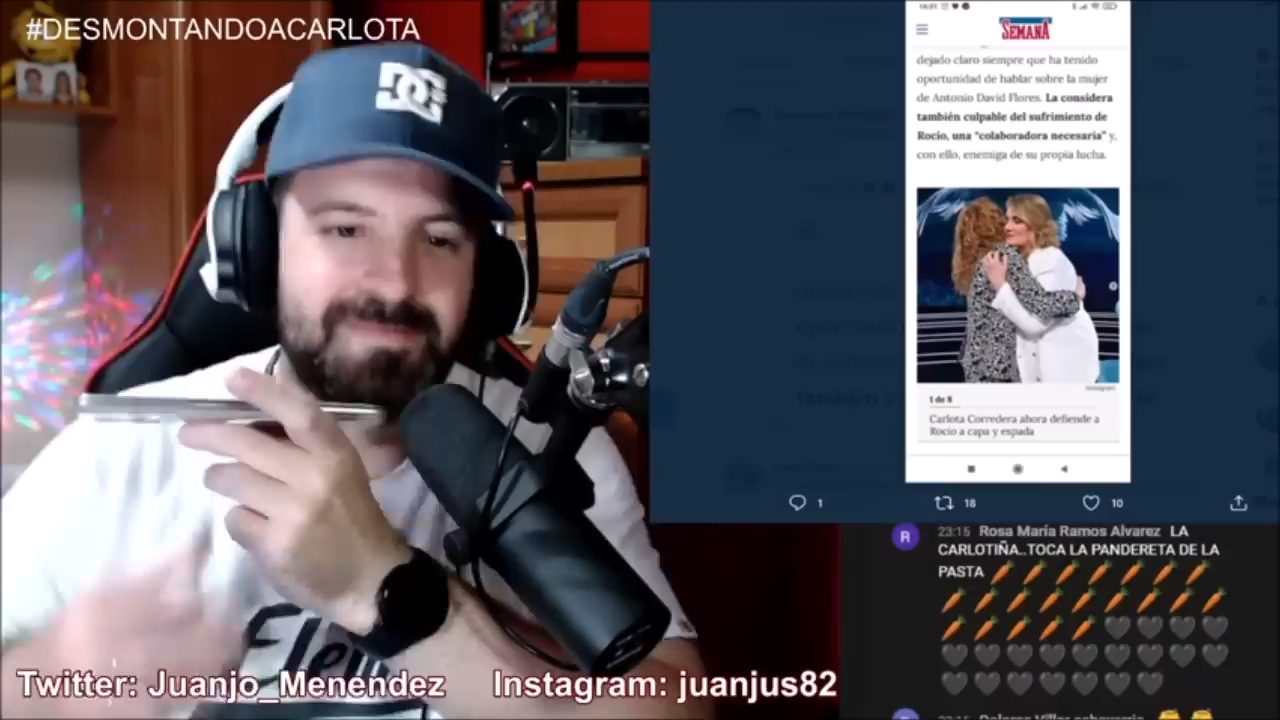 #DESMONTANDOACARLOTA
DC
SEMANA
dejado claro siempre que ha tenido
oportunidad de hablar sobre la mujer
de Antonio David Flores. La considera
también culpable del sufrimiento de
Rocío, una “colaboradora necesaria” y,
con ello, enemiga de su propia lucha.
Instagram
1 de 8
Carlota Corredera ahora defiende a
Rocío a capa y espada
1
18
10
R
23:15 Rosa María Ramos Alvarez LA
CARLOTIÑA..TOCA LA PANDERETA DE LA
PASTA
Twitter: Juanjo_Menéndez
Instagram: juanjus82